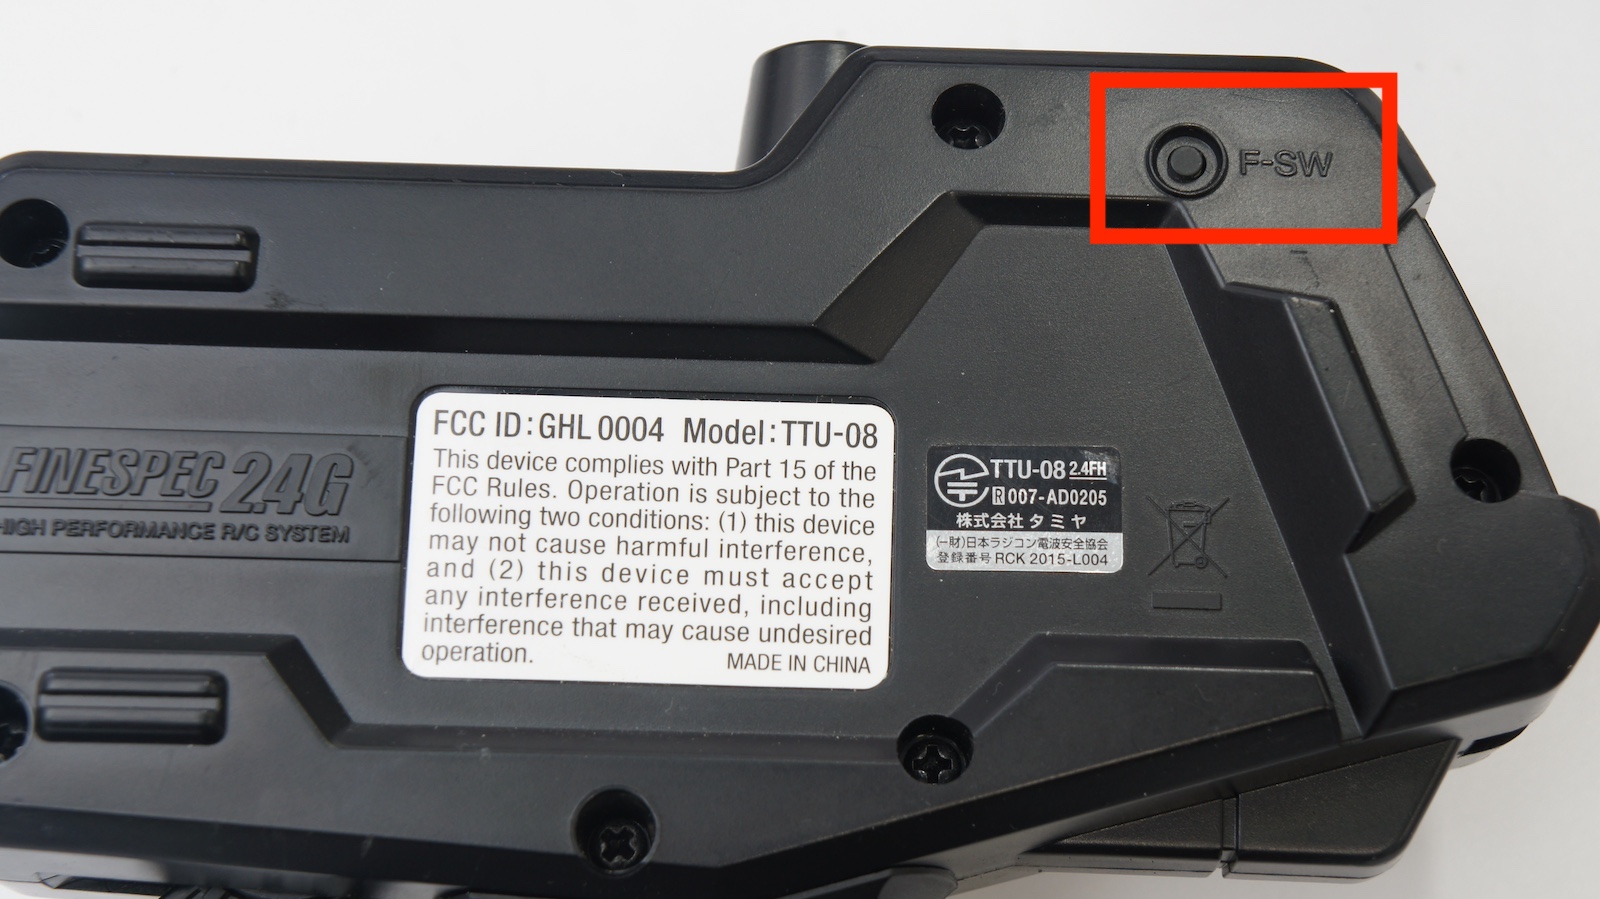 F-SW
FINESPEC 2.4G
HIGH PERFORMANCE R/C SYSTEM
FCC ID:GHL 0004 Model:TTU-08
This device complies with Part 15 of the
FCC Rules. Operation is subject to the
following two conditions: (1) this device
may not cause harmful interference,
and (2) this device must accept
any interference received, including
interference that may cause undesired
operation.
MADE IN CHINA
TTU-08 2.4FH
R 007-AD0205
株式会社タミヤ
(一財)日本ラジコン電波安全協会
登録番号 RCK 2015-L004